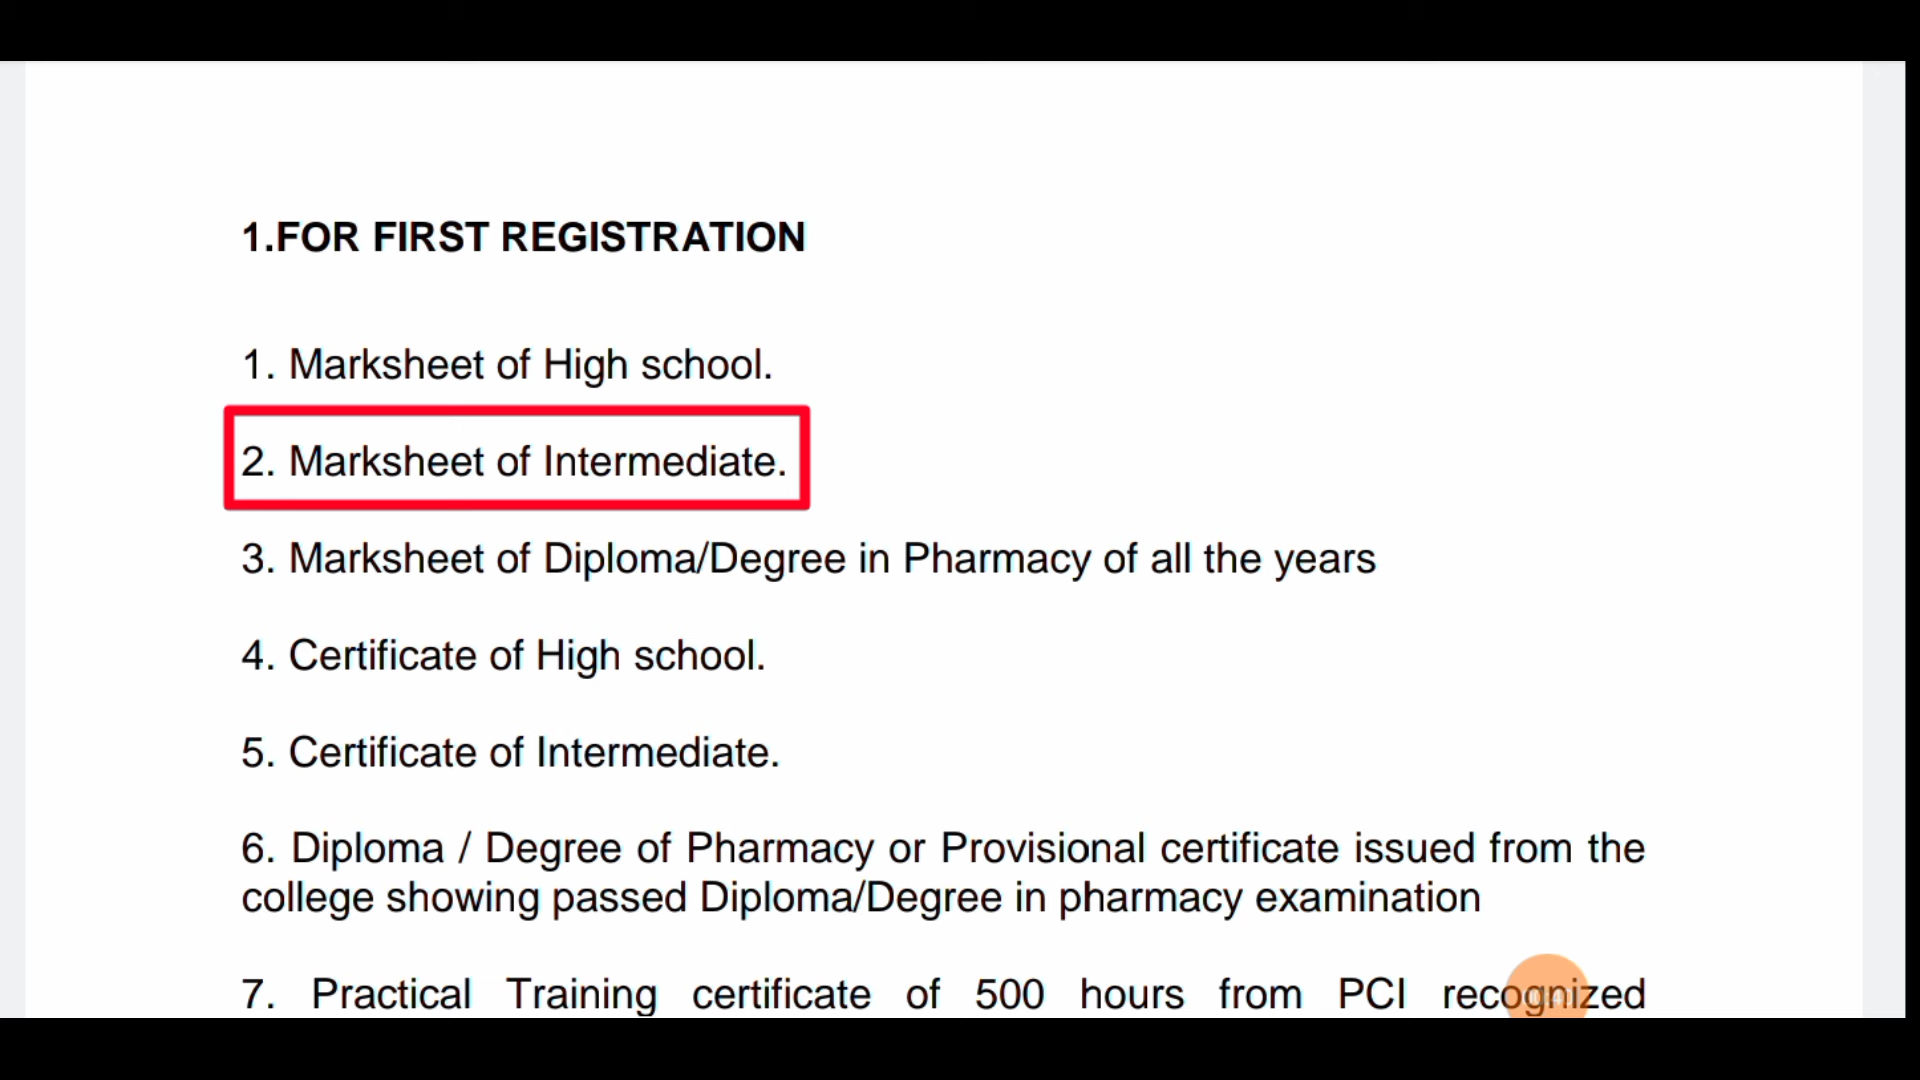 1.FOR FIRST REGISTRATION
1. Marksheet of High school.
2. Marksheet of Intermediate.
3. Marksheet of Diploma/Degree in Pharmacy of all the years
4. Certificate of High school.
5. Certificate of Intermediate.
6. Diploma / Degree of Pharmacy or Provisional certificate issued from the
college showing passed Diploma/Degree in pharmacy examination
7. Practical Training certificate of 500 hours from PCI recognized